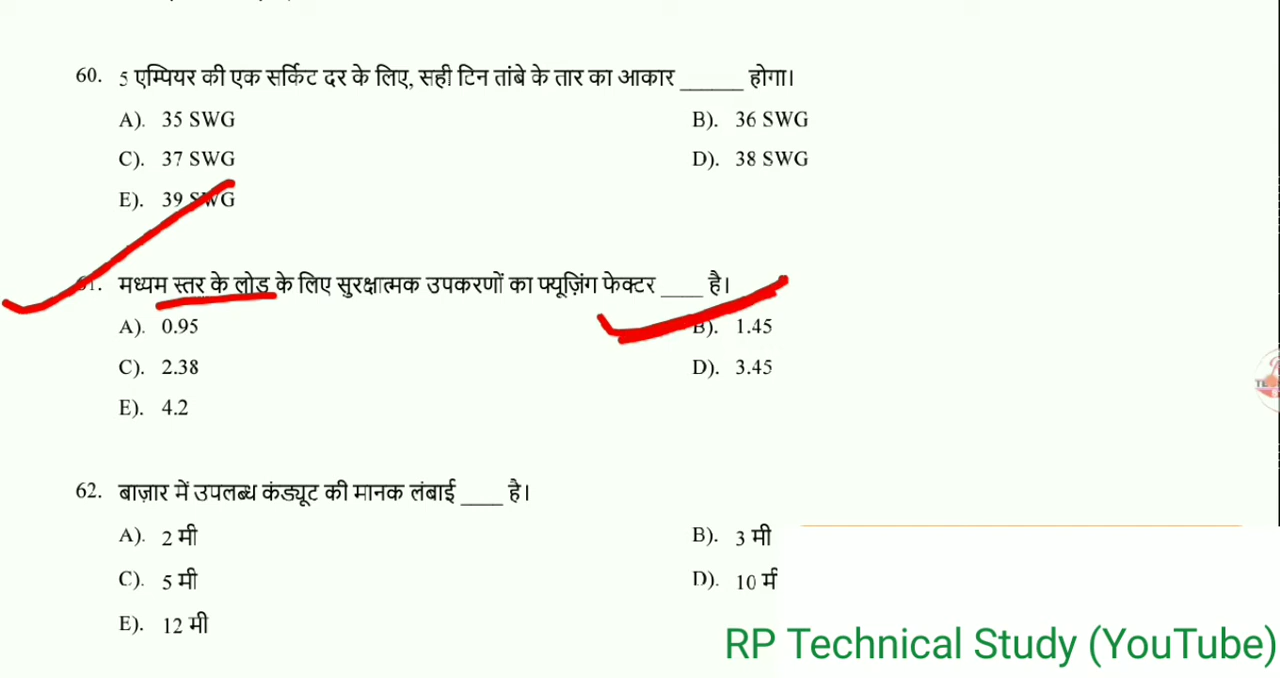 60. 5 एम्पियर की एक सर्किट दर के लिए, सही टिन तांबे के तार का आकार ______ होगा।
A). 35 SWG B). 36 SWG
C). 37 SWG D). 38 SWG
E). 39 SWG
61. मध्यम स्तर के लोड के लिए सुरक्षात्मक उपकरणों का फ्यूज़िंग फेक्टर ____ है।
A). 0.95 B). 1.45
C). 2.38 D). 3.45
E). 4.2
62. बाज़ार में उपलब्ध कंड्यूट की मानक लंबाई ____ है।
A). 2 मी B). 3 मी
C). 5 मी D). 10 मी
E). 12 मी
RP Technical Study (YouTube)